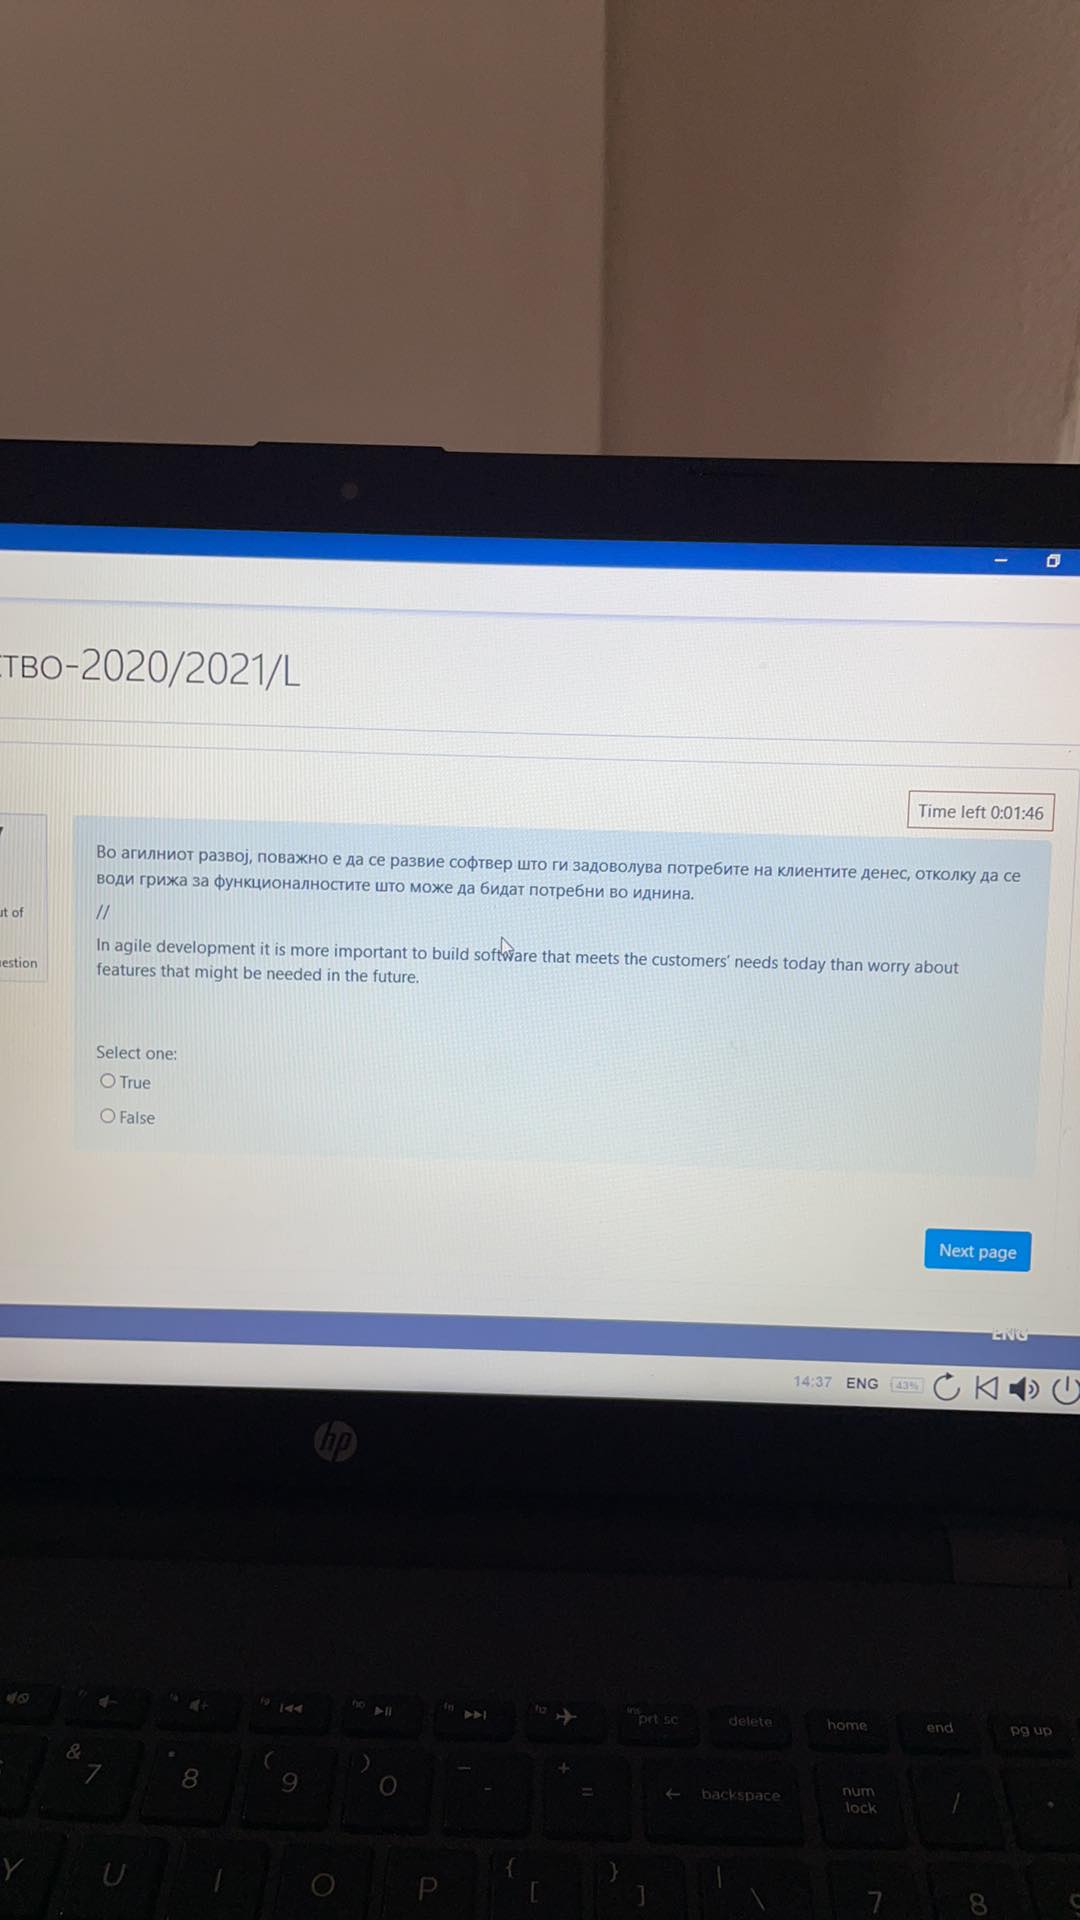 тво-2020/2021/L
Time left 0:01:46
Во агилниот развој, поважно е да се развие софтвер што ги задоволува потребите на клиентите денес, отколку да се
води грижа за функционалностите што може да бидат потребни во иднина.
//
In agile development it is more important to build software that meets the customers' needs today than worry about
features that might be needed in the future.
ut of
estion
Select one:
True
False
Next page
ENG
14:37 ENG 43%
hp
f9 f10 f11 f12 ins prt sc delete home end pg up
& 7 * 8 ( 9 ) 0 _ - + = ← backspace num lock /
Y U I O P { [ } ] | \ 7 8